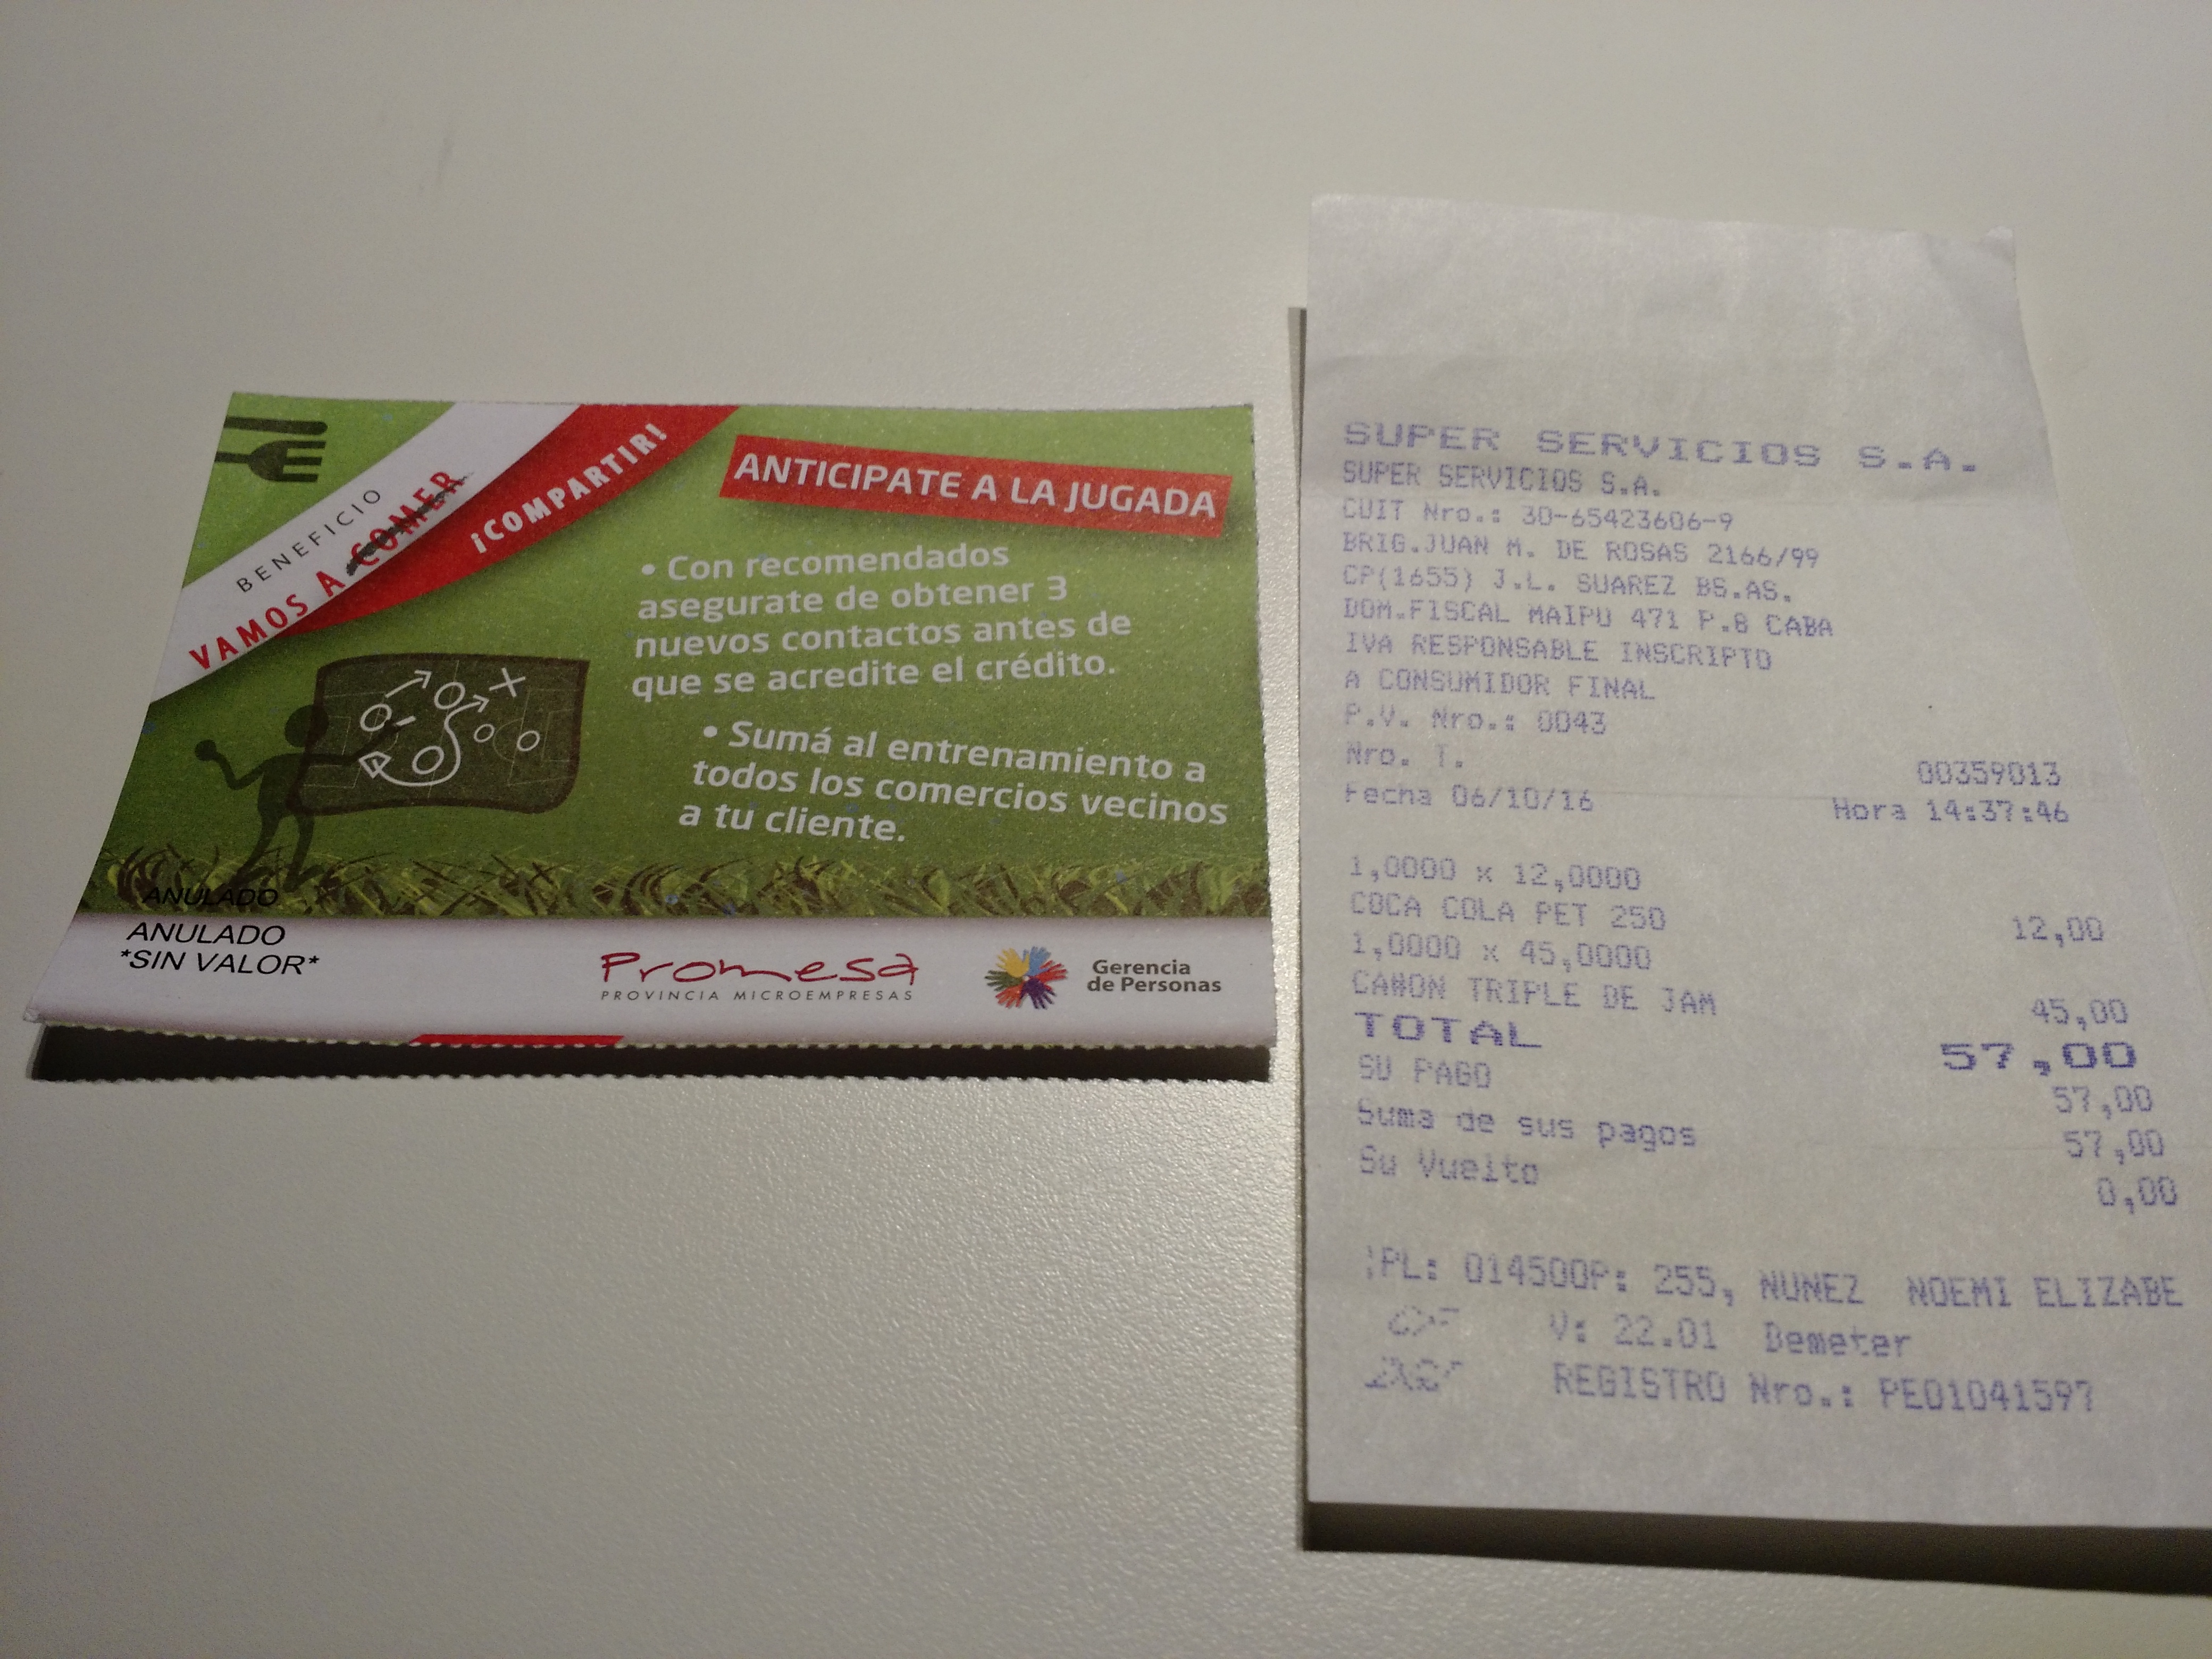 BENEFICIO
VAMOS A COMER
¡COMPARTIR!
ANTICIPATE A LA JUGADA
• Con recomendados
asegurate de obtener 3
nuevos contactos antes de
que se acredite el crédito.
• Sumá al entrenamiento a
todos los comercios vecinos
a tu cliente.
ANULADO
ANULADO
*SIN VALOR*
Promesa
PROVINCIA MICROEMPRESAS
Gerencia
de Personas
SUPER SERVICIOS S.A.
SUPER SERVICIOS S.A.
CUIT Nro.: 30-65423606-9
BRIG.JUAN M. DE ROSAS 2166/99
CP(1655) J.L. SUAREZ BS.AS.
DOM.FISCAL MAIPU 471 P.8 CABA
IVA RESPONSABLE INSCRIPTO
A CONSUMIDOR FINAL
P.V. Nro.: 0043
Nro. T. 00359013
Fecha 06/10/16 Hora 14:37:46
1,0000 x 12,0000
COCA COLA PET 250 12,00
1,0000 x 45,0000
CAÑON TRIPLE DE JAM 45,00
TOTAL 57,00
SU PAGO 57,00
Suma de sus pagos 57,00
Su Vuelto 0,00
PL: 014500P: 255, NUNEZ NOEMI ELIZABE
V: 22.01 Demeter
REGISTRO Nro.: PE01041597